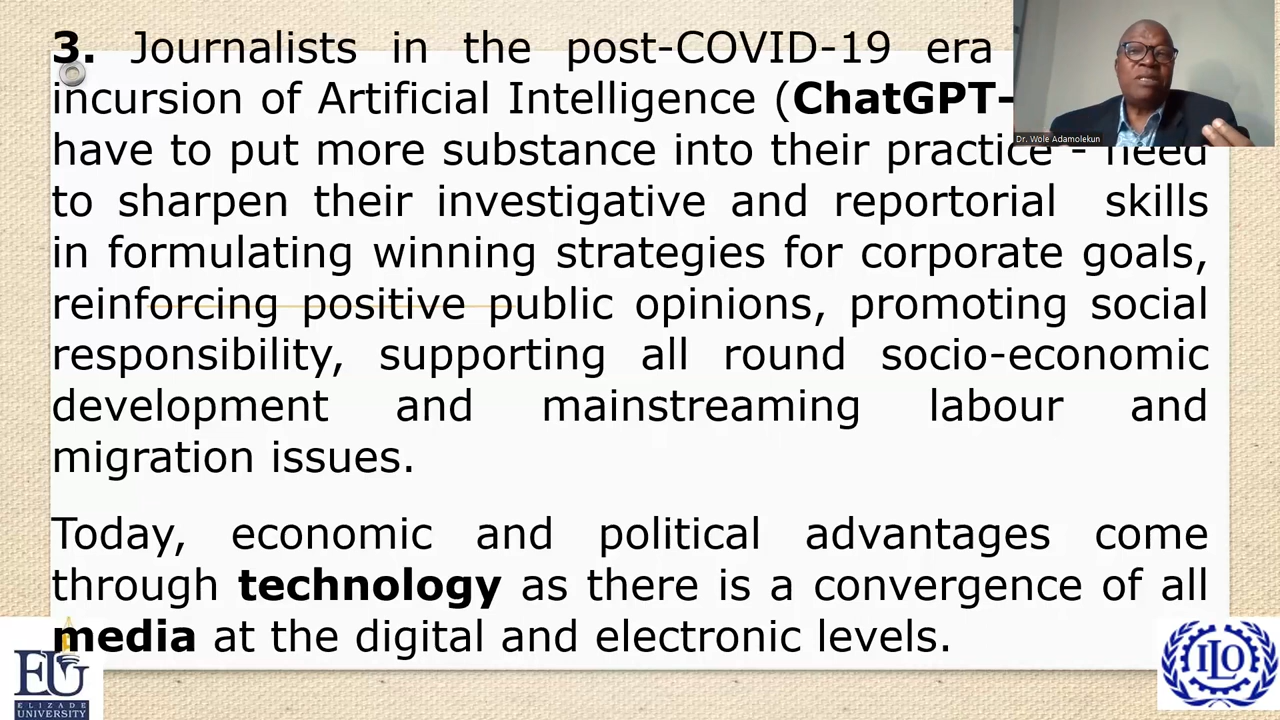 3. Journalists in the post-COVID-19 era
incursion of Artificial Intelligence (ChatGPT-
have to put more substance into their practice - need
to sharpen their investigative and reportorial skills
in formulating winning strategies for corporate goals,
reinforcing positive public opinions, promoting social
responsibility, supporting all round socio-economic
development and mainstreaming labour and
migration issues.
Today, economic and political advantages come
through technology as there is a convergence of all
media at the digital and electronic levels.
Dr. Wole Adamolekun
EU
ELIZADE
UNIVERSITY
ILO